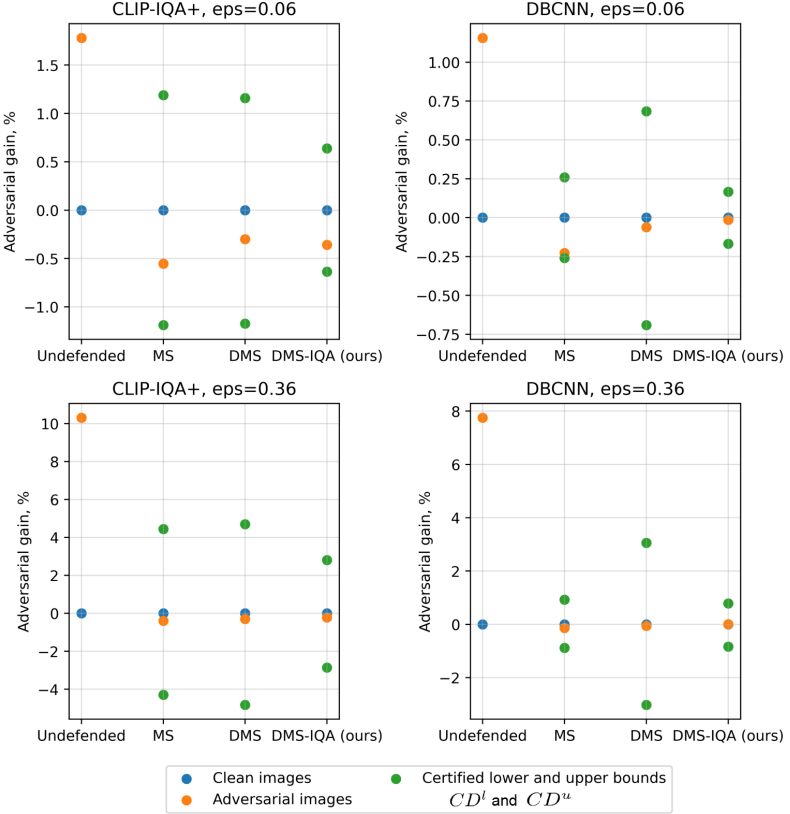 CLIP-IQA+, eps=0.06
Adversarial gain, %
1.5
1.0
0.5
0.0
−0.5
−1.0
Undefended MS DMS DMS-IQA (ours)
DBCNN, eps=0.06
Adversarial gain, %
1.00
0.75
0.50
0.25
0.00
−0.25
−0.50
−0.75
Undefended MS DMS DMS-IQA (ours)
CLIP-IQA+, eps=0.36
Adversarial gain, %
10
8
6
4
2
0
−2
−4
Undefended MS DMS DMS-IQA (ours)
DBCNN, eps=0.36
Adversarial gain, %
8
6
4
2
0
−2
Undefended MS DMS DMS-IQA (ours)
Clean images
Adversarial images
Certified lower and upper bounds
CD^l and CD^u